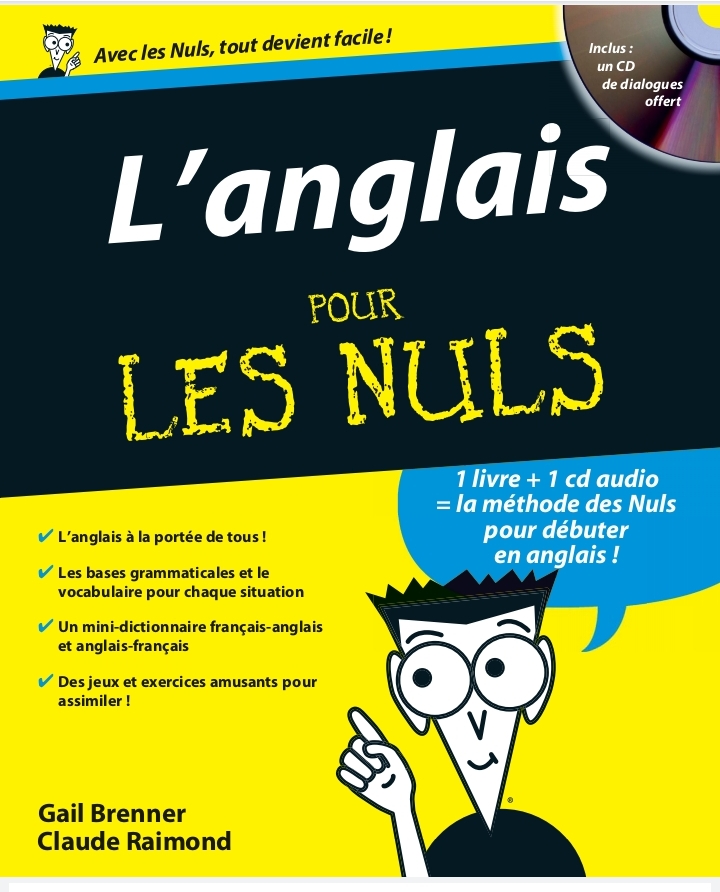 Avec les Nuls, tout devient facile !
Inclus :
un CD
de dialogues
offert
L'anglais
POUR
LES NULS
1 livre + 1 cd audio
= la méthode des Nuls
pour débuter
en anglais !
✔ L'anglais à la portée de tous !
✔ Les bases grammaticales et le
vocabulaire pour chaque situation
✔ Un mini-dictionnaire français-anglais
et anglais-français
✔ Des jeux et exercices amusants pour
assimiler !
Gail Brenner
Claude Raimond
®